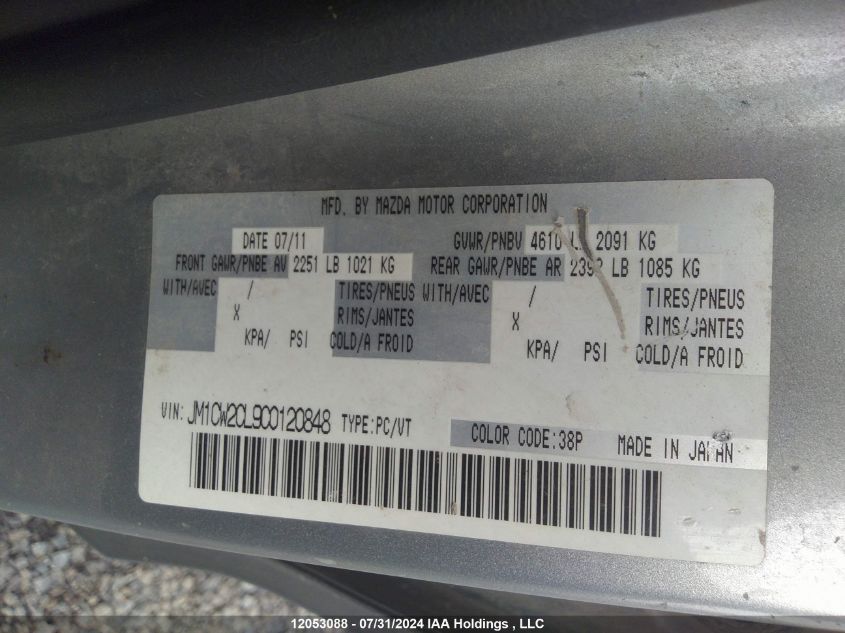 MFD. BY MAZDA MOTOR CORPORATION
DATE 07/11 GVWR/PNBV 4610 LB 2091 KG
FRONT GAWR/PNBE AV 2251 LB 1021 KG REAR GAWR/PNBE AR 2392 LB 1085 KG
WITH/AVEC / TIRES/PNEUS WITH/AVEC / TIRES/PNEUS
X RIMS/JANTES X RIMS/JANTES
KPA/ PSI COLD/A FROID KPA/ PSI COLD/A FROID
VIN: JM1CW2CL9C0120848 TYPE:PC/VT COLOR CODE:38P MADE IN JAPAN
12053088 - 07/31/2024 IAA Holdings , LLC